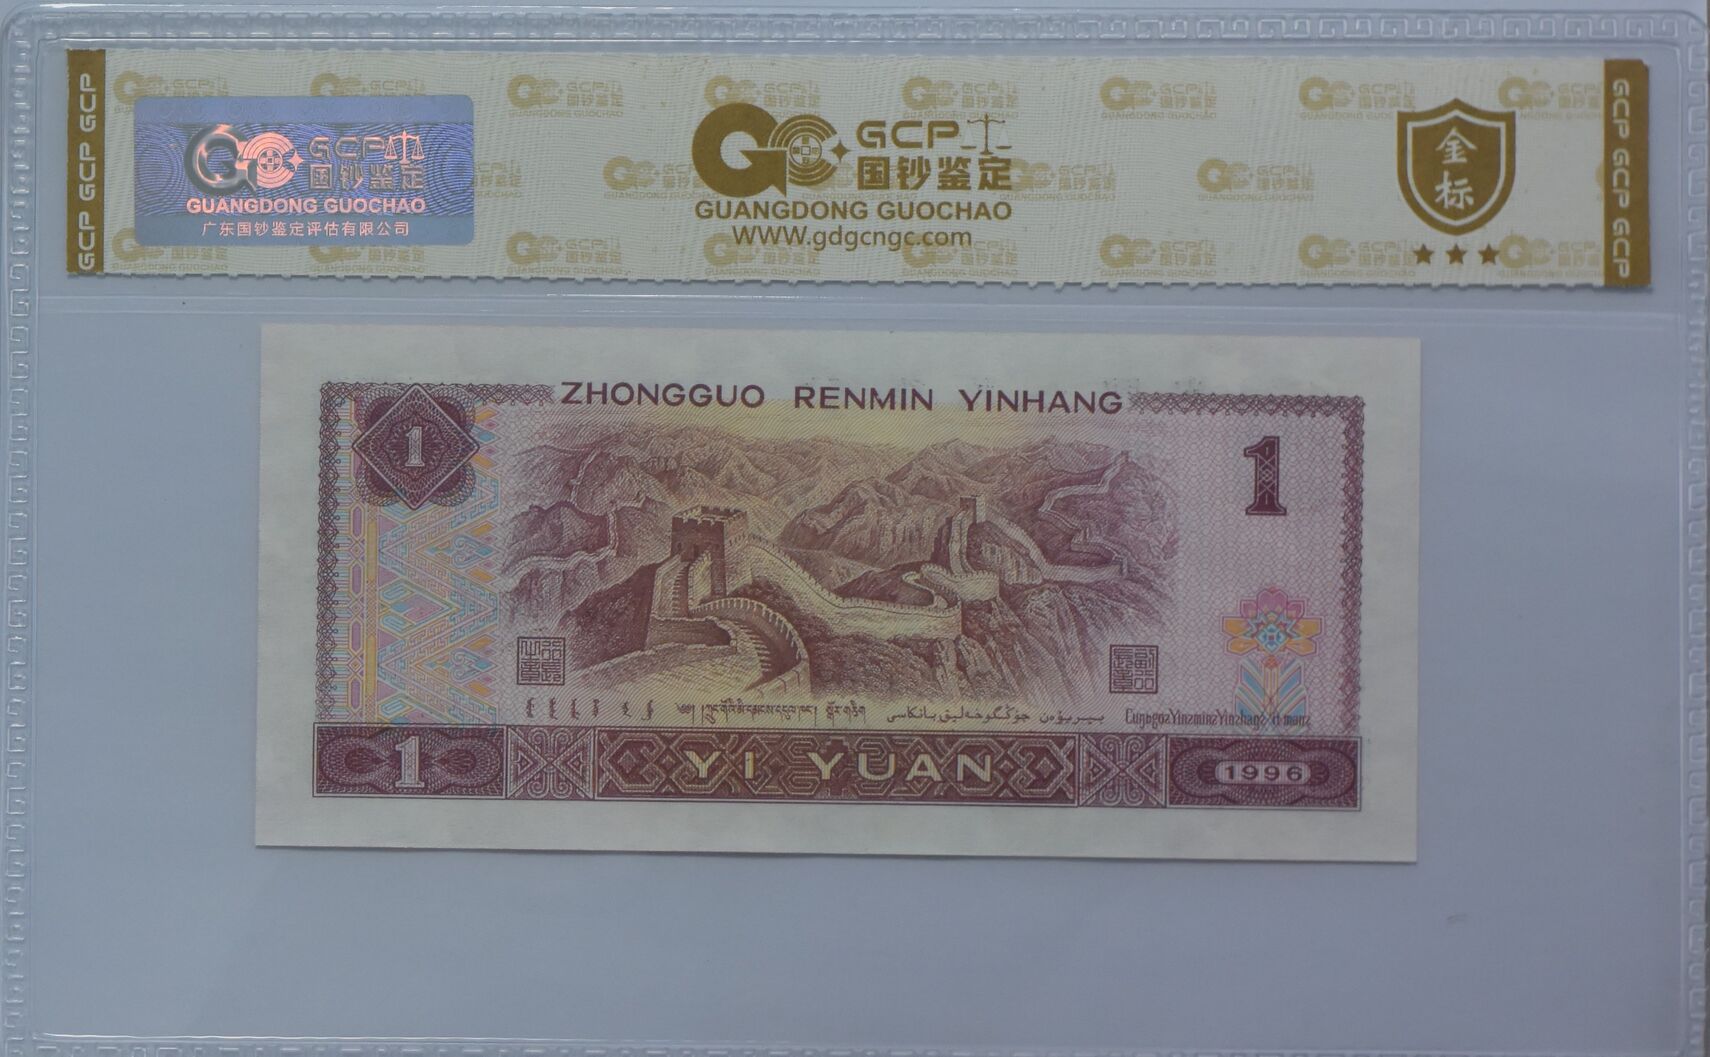 GCP GCP GCP
GCP
国钞鉴定
GUANGDONG GUOCHAO
广东国钞鉴定评估有限公司
GCP
国钞鉴定
GUANGDONG GUOCHAO
WWW.gdgcngc.com
金标
★★★
GCP GCP GCP
ZHONGGUO RENMIN YINHANG
1
1
YI YUAN
1
1996